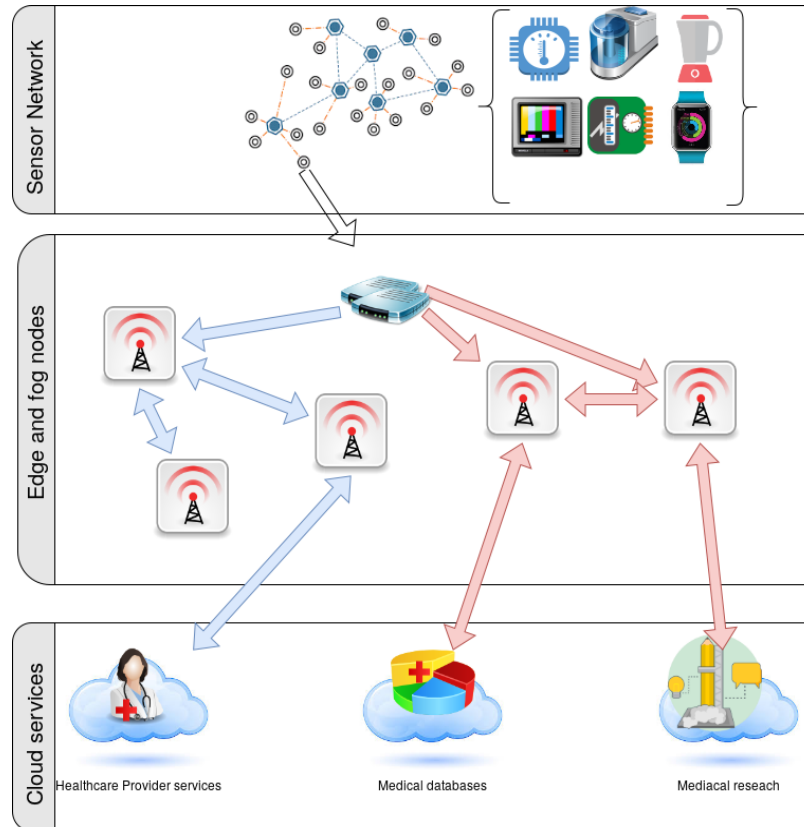 Sensor Network
Edge and fog nodes
Cloud services
Healthcare Provider services
Medical databases
Mediacal reseach